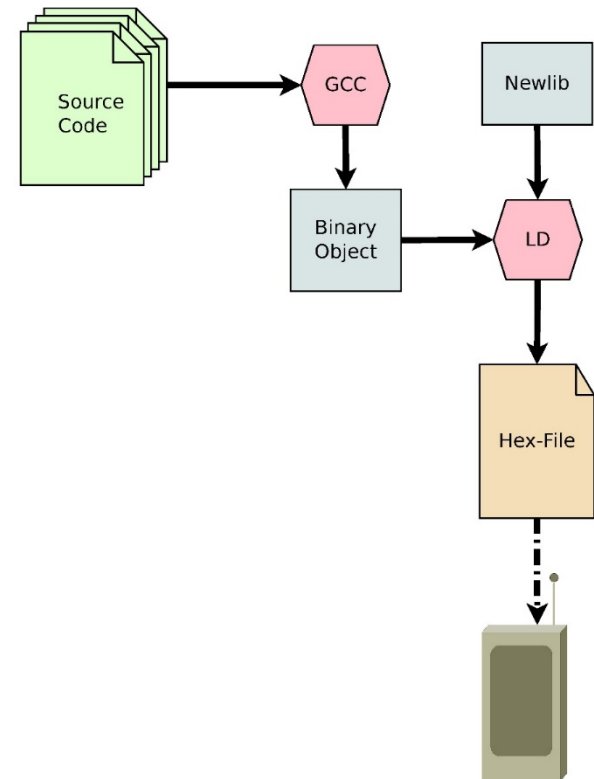 Source
Code
GCC
Newlib
Binary
Object
LD
Hex-File